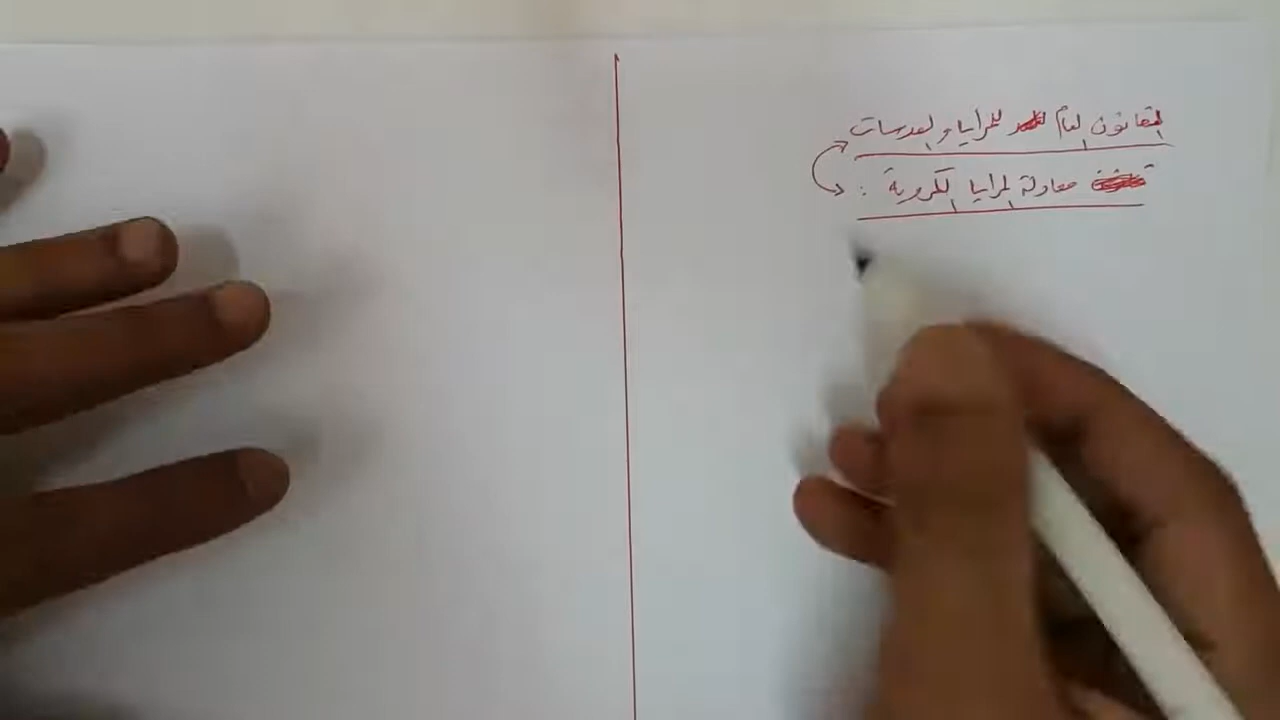 القانون العام للمرايا والعدسات
معادلة المرايا الكروية :